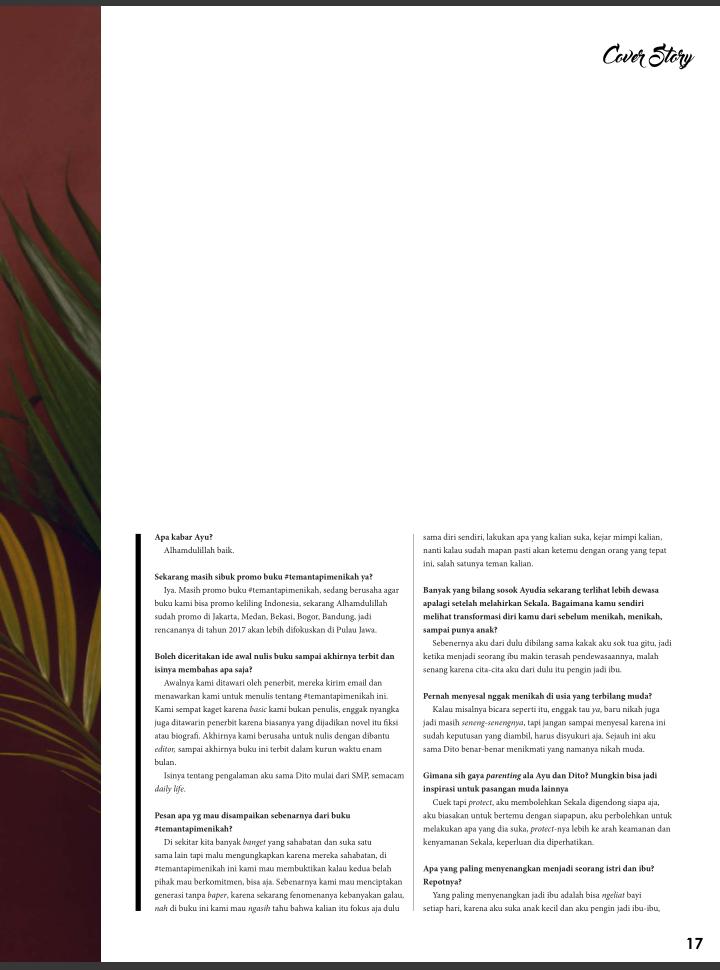 Cover Story
Apa kabar Ayu?
Alhamdulillah baik.
Sekarang masih sibuk promo buku #temantapimenikah ya?
Iya. Masih promo buku #temantapimenikah, sedang berusaha agar
buku kami bisa promo keliling Indonesia, sekarang Alhamdulillah
sudah promo di Jakarta, Medan, Bekasi, Bogor, Bandung, jadi
rencananya di tahun 2017 akan lebih difokuskan di Pulau Jawa.
Boleh diceritakan ide awal nulis buku sampai akhirnya terbit dan
isinya membahas apa saja?
Awalnya kami ditawari oleh penerbit, mereka kirim email dan
menawarkan kami untuk menulis tentang #temantapimenikah ini.
Kami sempat kaget karena basic kami bukan penulis, enggak nyangka
juga ditawarin penerbit karena biasanya yang dijadikan novel itu fiksi
atau biografi. Akhirnya kami berusaha untuk nulis dengan dibantu
editor, sampai akhirnya buku ini terbit dalam kurun waktu enam
bulan.
Isinya tentang pengalaman aku sama Dito mulai dari SMP, semacam
daily life.
Pesan apa yg mau disampaikan sebenarnya dari buku
#temantapimenikah?
Di sekitar kita banyak banget yang sahabatan dan suka satu
sama lain tapi malu mengungkapkan karena mereka sahabatan, di
#temantapimenikah ini kami mau membuktikan kalau kedua belah
pihak mau berkomitmen, bisa aja. Sebenarnya kami mau menciptakan
generasi tanpa baper, karena sekarang fenomenanya kebanyakan galau,
nah di buku ini kami mau ngasih tahu bahwa kalian itu fokus aja dulu
sama diri sendiri, lakukan apa yang kalian suka, kejar mimpi kalian,
nanti kalau sudah mapan pasti akan ketemu dengan orang yang tepat
ini, salah satunya teman kalian.
Banyak yang bilang sosok Ayudia sekarang terlihat lebih dewasa
apalagi setelah melahirkan Sekala. Bagaimana kamu sendiri
melihat transformasi diri kamu dari sebelum menikah, menikah,
sampai punya anak?
Sebenernya aku dari dulu dibilang sama kakak aku sok tua gitu, jadi
ketika menjadi seorang ibu makin terasah pendewasaannya, malah
senang karena cita-cita aku dari dulu itu pengin jadi ibu.
Pernah menyesal nggak menikah di usia yang terbilang muda?
Kalau misalnya bicara seperti itu, enggak tau ya, baru nikah juga
jadi masih seneng-senengnya, tapi jangan sampai menyesal karena ini
sudah keputusan yang diambil, harus disyukuri aja. Sejauh ini aku
sama Dito benar-benar menikmati yang namanya nikah muda.
Gimana sih gaya parenting ala Ayu dan Dito? Mungkin bisa jadi
inspirasi untuk pasangan muda lainnya
Cuek tapi protect, aku membolehkan Sekala digendong siapa aja,
aku biasakan untuk bertemu dengan siapapun, aku perbolehkan untuk
melakukan apa yang dia suka, protect-nya lebih ke arah keamanan dan
kenyamanan Sekala, keperluan dia diperhatikan.
Apa yang paling menyenangkan menjadi seorang istri dan ibu?
Repotnya?
Yang paling menyenangkan jadi ibu adalah bisa ngeliat bayi
setiap hari, karena aku suka anak kecil dan aku pengin jadi ibu-ibu,
17